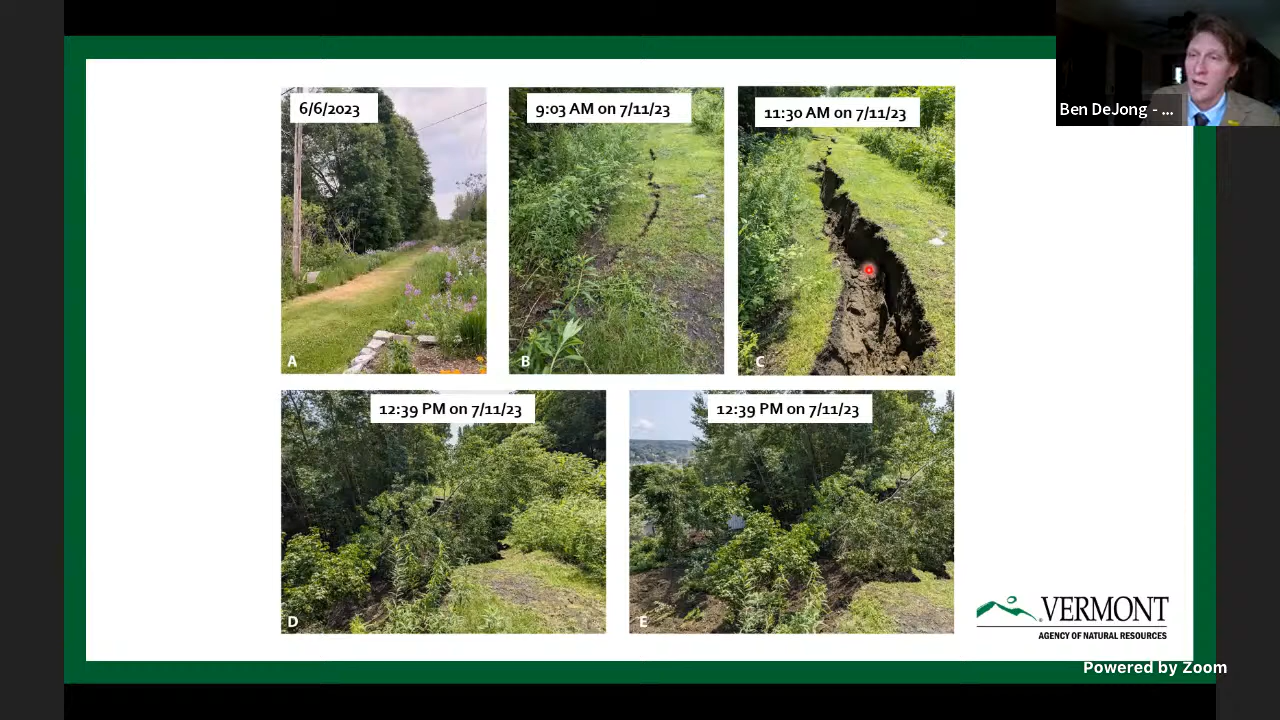 6/6/2023
9:03 AM on 7/11/23
11:30 AM on 7/11/23
Ben DeJong - ...
A
B
C
12:39 PM on 7/11/23
12:39 PM on 7/11/23
D
E
VERMONT
AGENCY OF NATURAL RESOURCES
Powered by Zoom